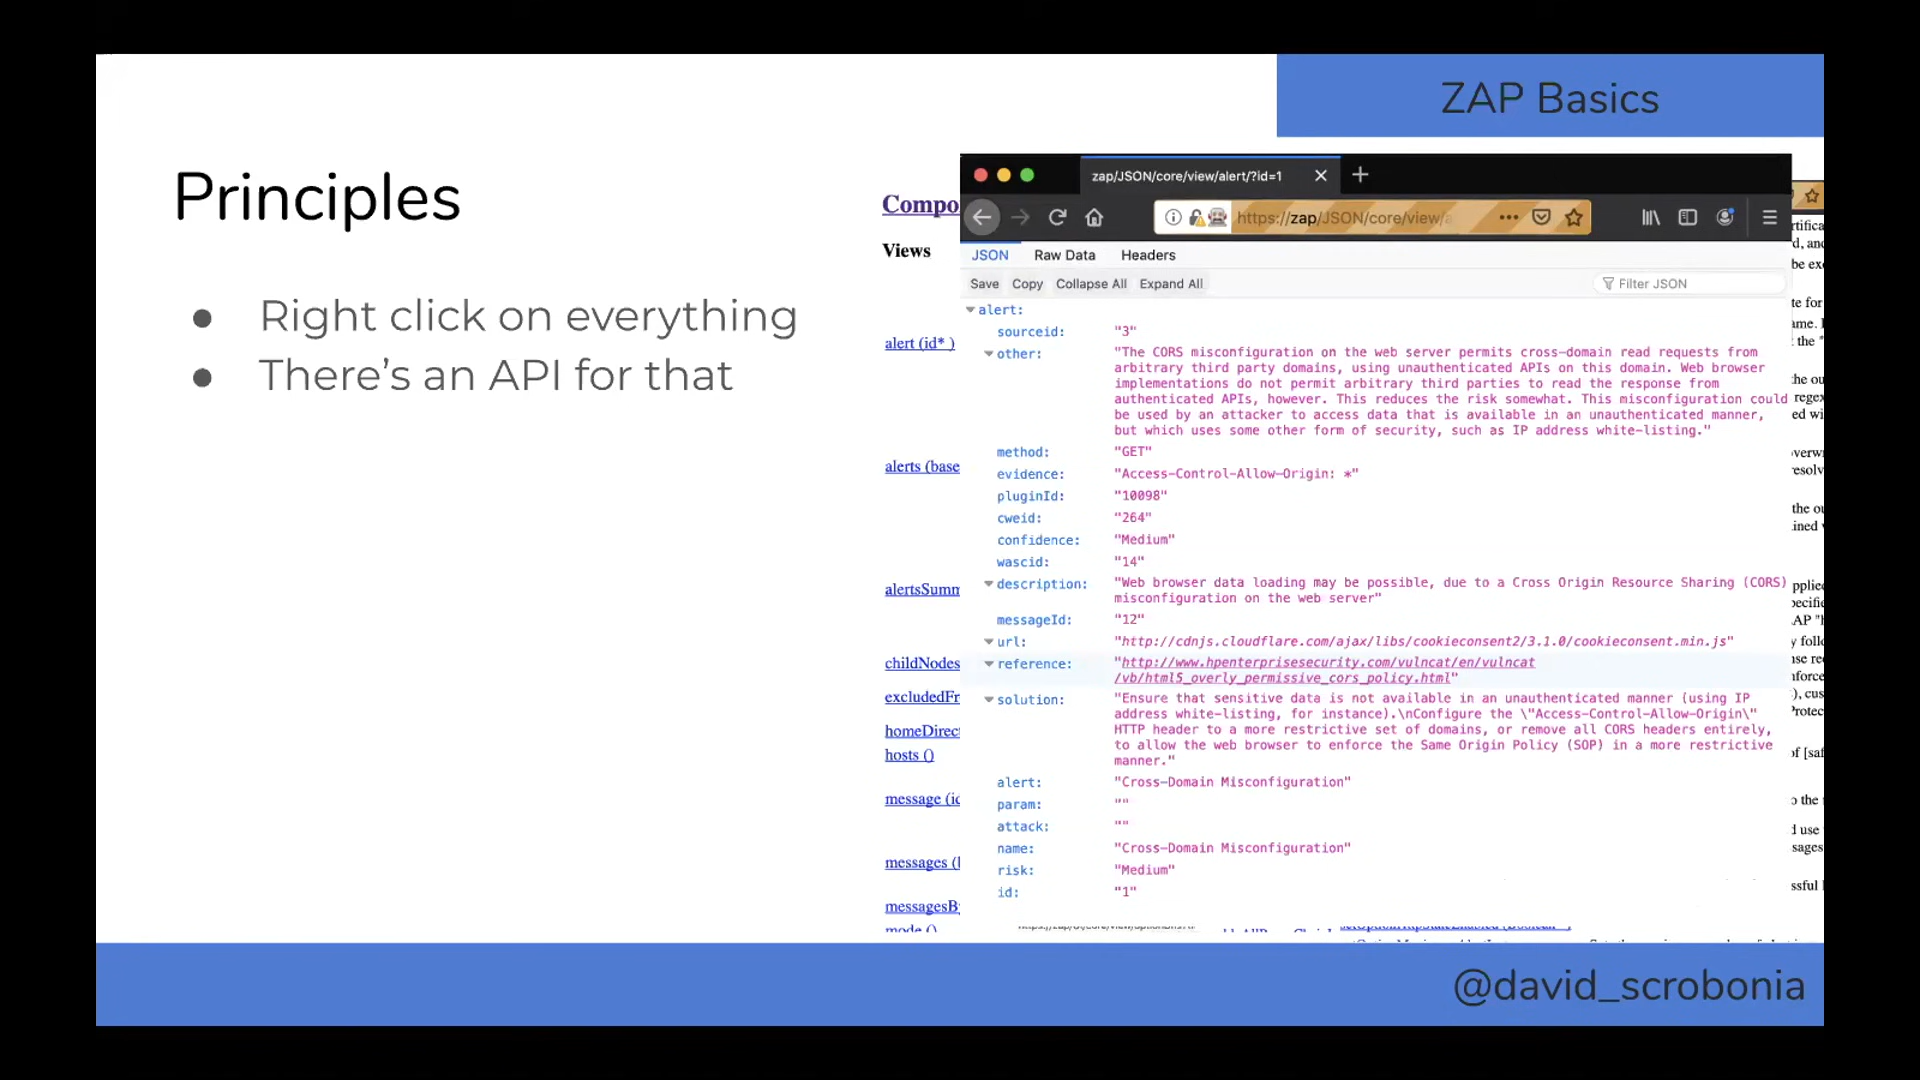 ZAP Basics
Principles
● Right click on everything
● There's an API for that
Compo
Views
alert (id* )
alerts (base
alertsSumm
childNodes
excludedFr
homeDirect
hosts ()
message (id
messages (
messagesBy
mode ()
zap/JSON/core/view/alert/?id=1
https://zap/JSON/core/view/a
JSON Raw Data Headers
Save Copy Collapse All Expand All Filter JSON
alert:
sourceid: "3"
other: "The CORS misconfiguration on the web server permits cross-domain read requests from
arbitrary third party domains, using unauthenticated APIs on this domain. Web browser
implementations do not permit arbitrary third parties to read the response from
authenticated APIs, however. This reduces the risk somewhat. This misconfiguration could
be used by an attacker to access data that is available in an unauthenticated manner,
but which uses some other form of security, such as IP address white-listing."
method: "GET"
evidence: "Access-Control-Allow-Origin: *"
pluginId: "10098"
cweid: "264"
confidence: "Medium"
wascid: "14"
description: "Web browser data loading may be possible, due to a Cross Origin Resource Sharing (CORS)
misconfiguration on the web server"
messageId: "12"
url: "http://cdnjs.cloudflare.com/ajax/libs/cookieconsent2/3.1.0/cookieconsent.min.js"
reference: "http://www.hpenterprisesecurity.com/vulncat/en/vulncat
/vb/html5_overly_permissive_cors_policy.html"
solution: "Ensure that sensitive data is not available in an unauthenticated manner (using IP
address white-listing, for instance).\nConfigure the \"Access-Control-Allow-Origin\"
HTTP header to a more restrictive set of domains, or remove all CORS headers entirely,
to allow the web browser to enforce the Same Origin Policy (SOP) in a more restrictive
manner."
alert: "Cross-Domain Misconfiguration"
param: ""
attack: ""
name: "Cross-Domain Misconfiguration"
risk: "Medium"
id: "1"
@david_scrobonia